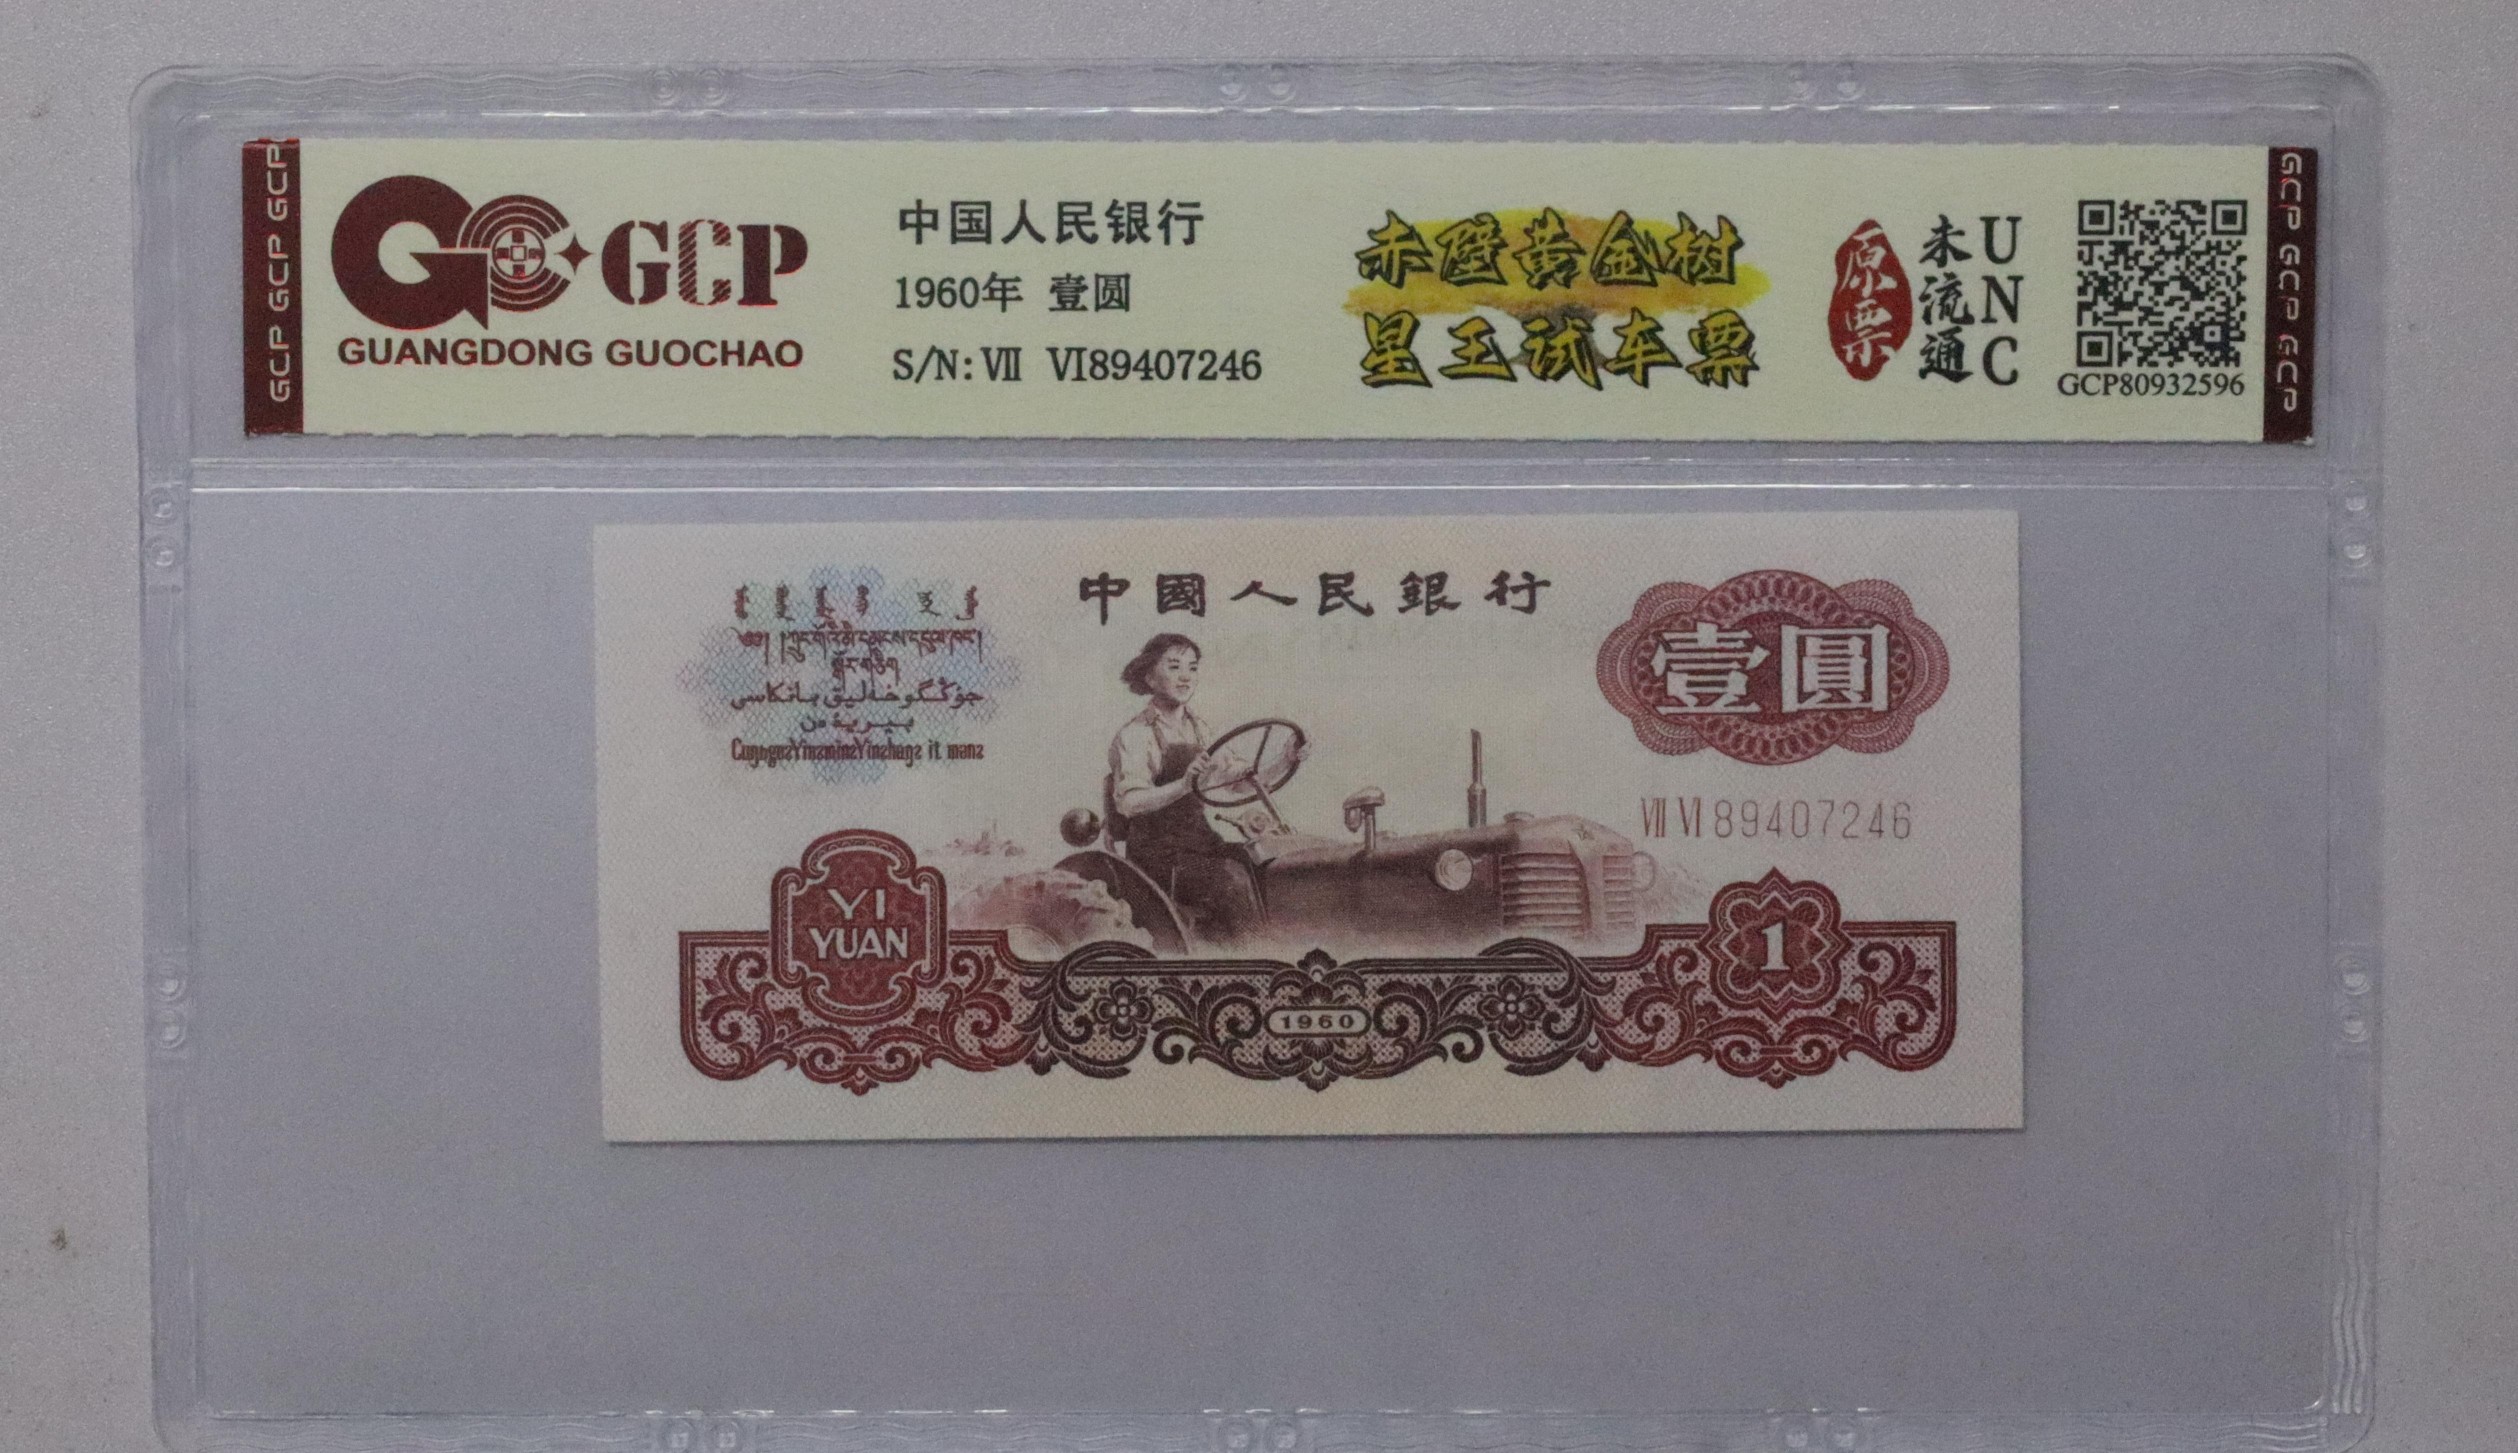 GCP GCP GCP
GCP
GUANGDONG GUOCHAO
中国人民银行
1960年 壹圆
S/N: Ⅶ Ⅵ89407246
赤壁黄金树
星王试车票
原票
未流通
UNC
GCP80932596
GCP GCP GCP
中國人民銀行
壹圓
ⅦⅥ89407246
YI
YUAN
1
1960